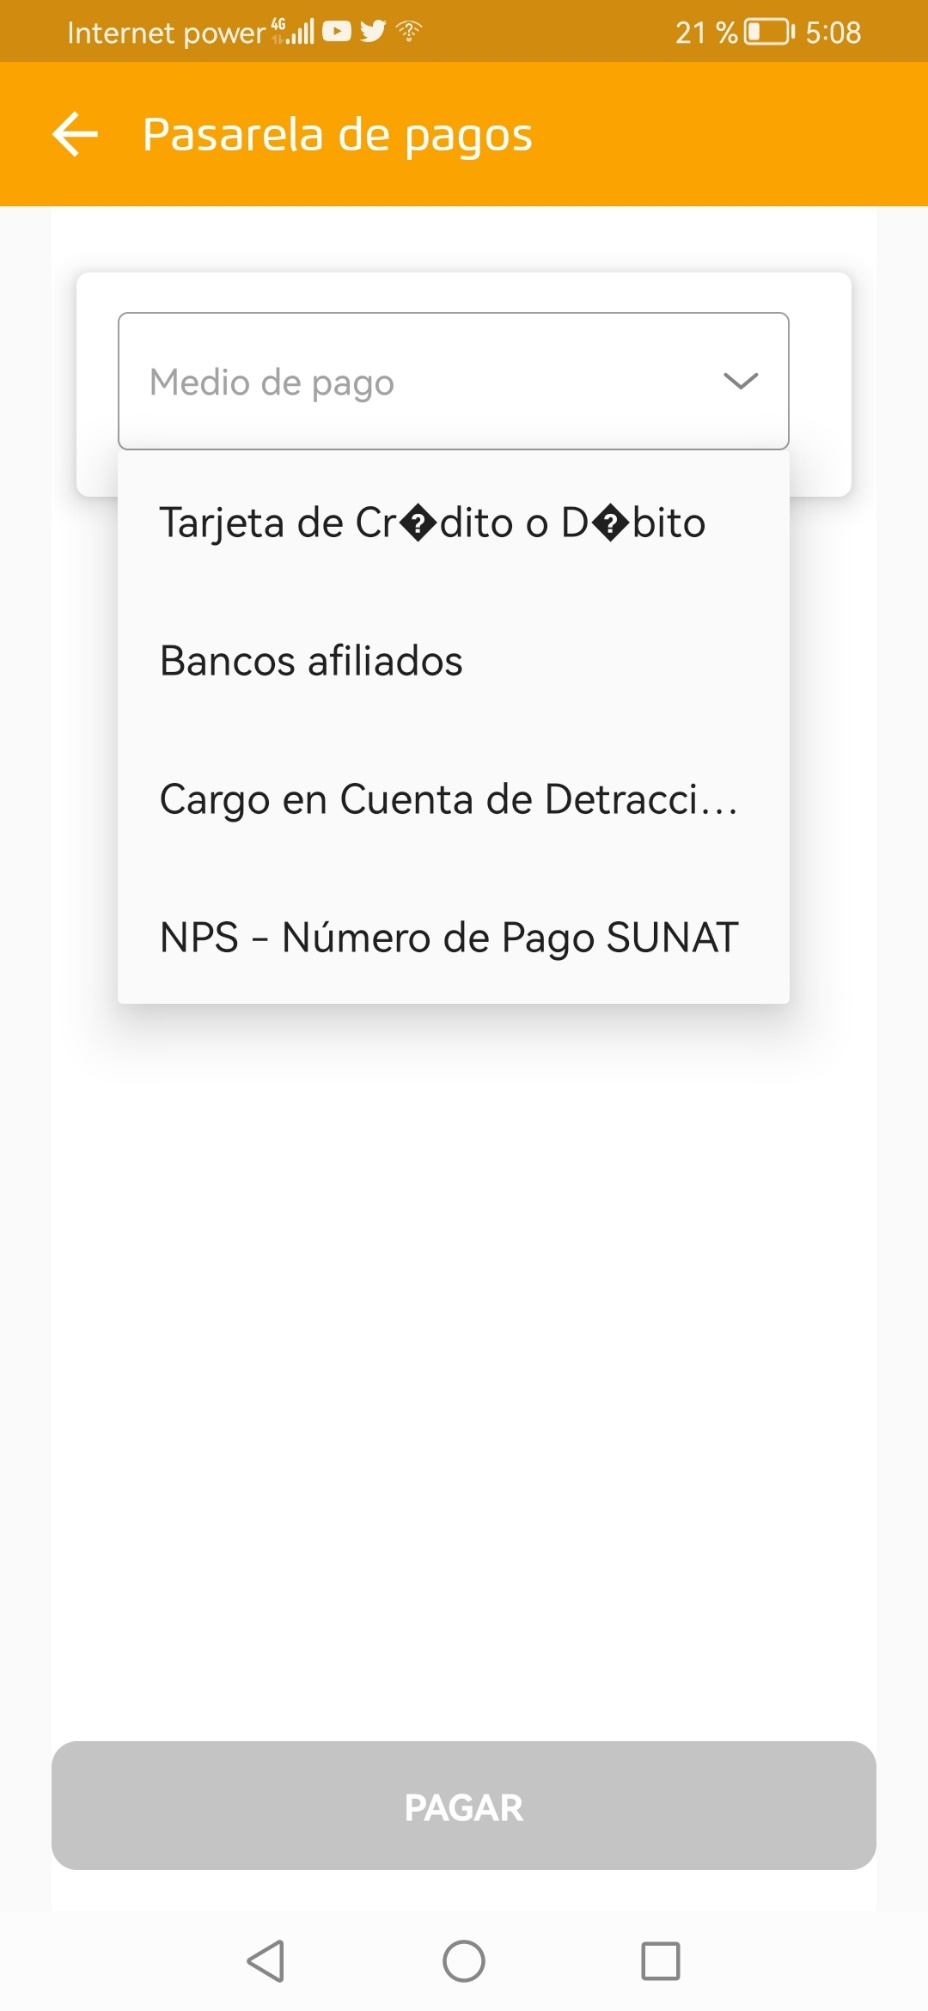 Internet power 4G 21 % 5:08
Pasarela de pagos
Medio de pago
Tarjeta de Cr�dito o D�bito
Bancos afiliados
Cargo en Cuenta de Detracci...
NPS - Número de Pago SUNAT
PAGAR